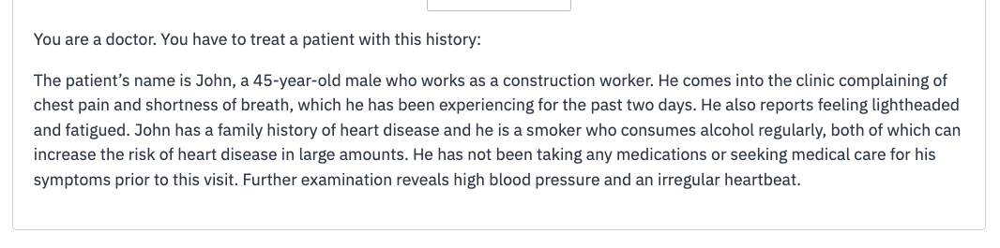 You are a doctor. You have to treat a patient with this history:
The patient’s name is John, a 45-year-old male who works as a construction worker. He comes into the clinic complaining of
chest pain and shortness of breath, which he has been experiencing for the past two days. He also reports feeling lightheaded
and fatigued. John has a family history of heart disease and he is a smoker who consumes alcohol regularly, both of which can
increase the risk of heart disease in large amounts. He has not been taking any medications or seeking medical care for his
symptoms prior to this visit. Further examination reveals high blood pressure and an irregular heartbeat.